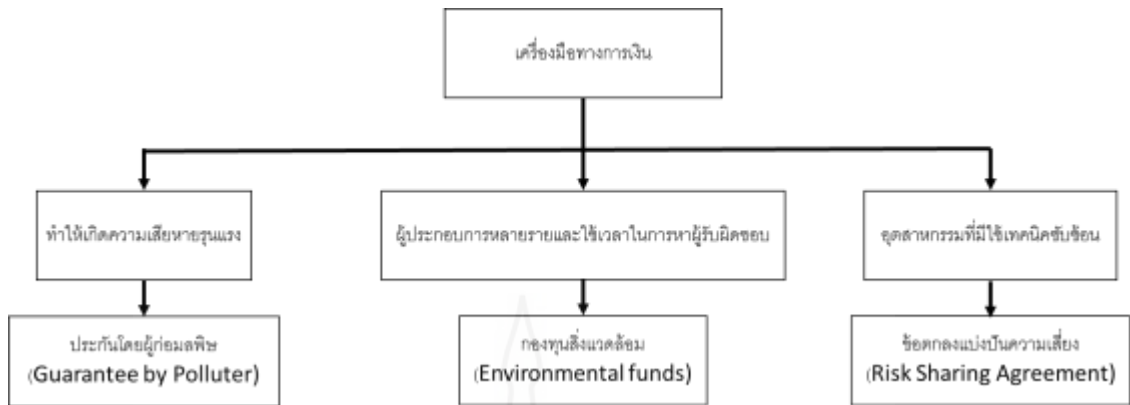 เครื่องมือทางการเงิน
ทำให้เกิดความเสียหายรุนแรง
ผู้ประกอบการหลายรายและใช้เวลาในการหาผู้รับผิดชอบ
อุตสาหกรรมที่มีใช้เทคนิคซับซ้อน
ประกันโดยผู้ก่อมลพิษ
(Guarantee by Polluter)
กองทุนสิ่งแวดล้อม
(Environmental funds)
ข้อตกลงแบ่งปันความเสี่ยง
(Risk Sharing Agreement)